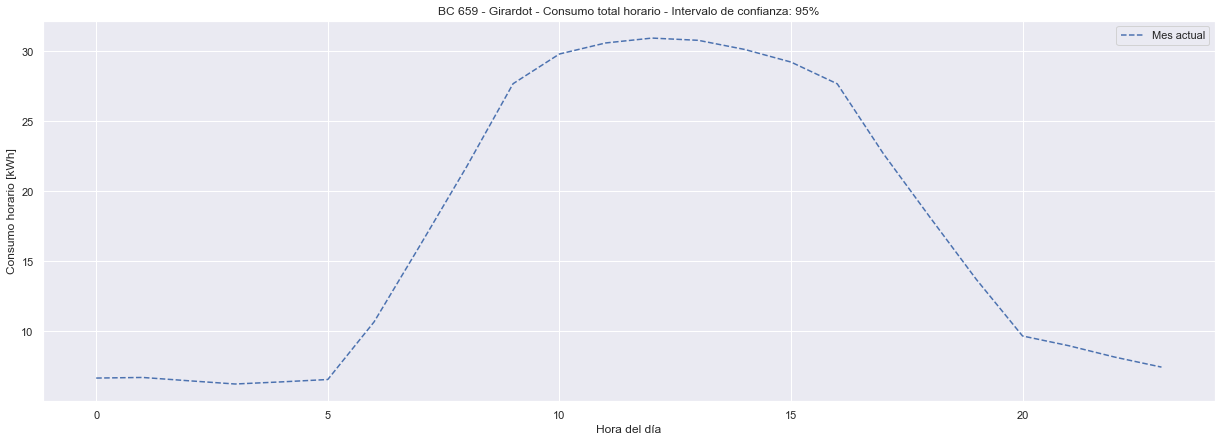 BC 659 - Girardot - Consumo total horario - Intervalo de confianza: 95%
Mes actual
Consumo horario [kWh]
30
25
20
15
10
0 5 10 15 20
Hora del día